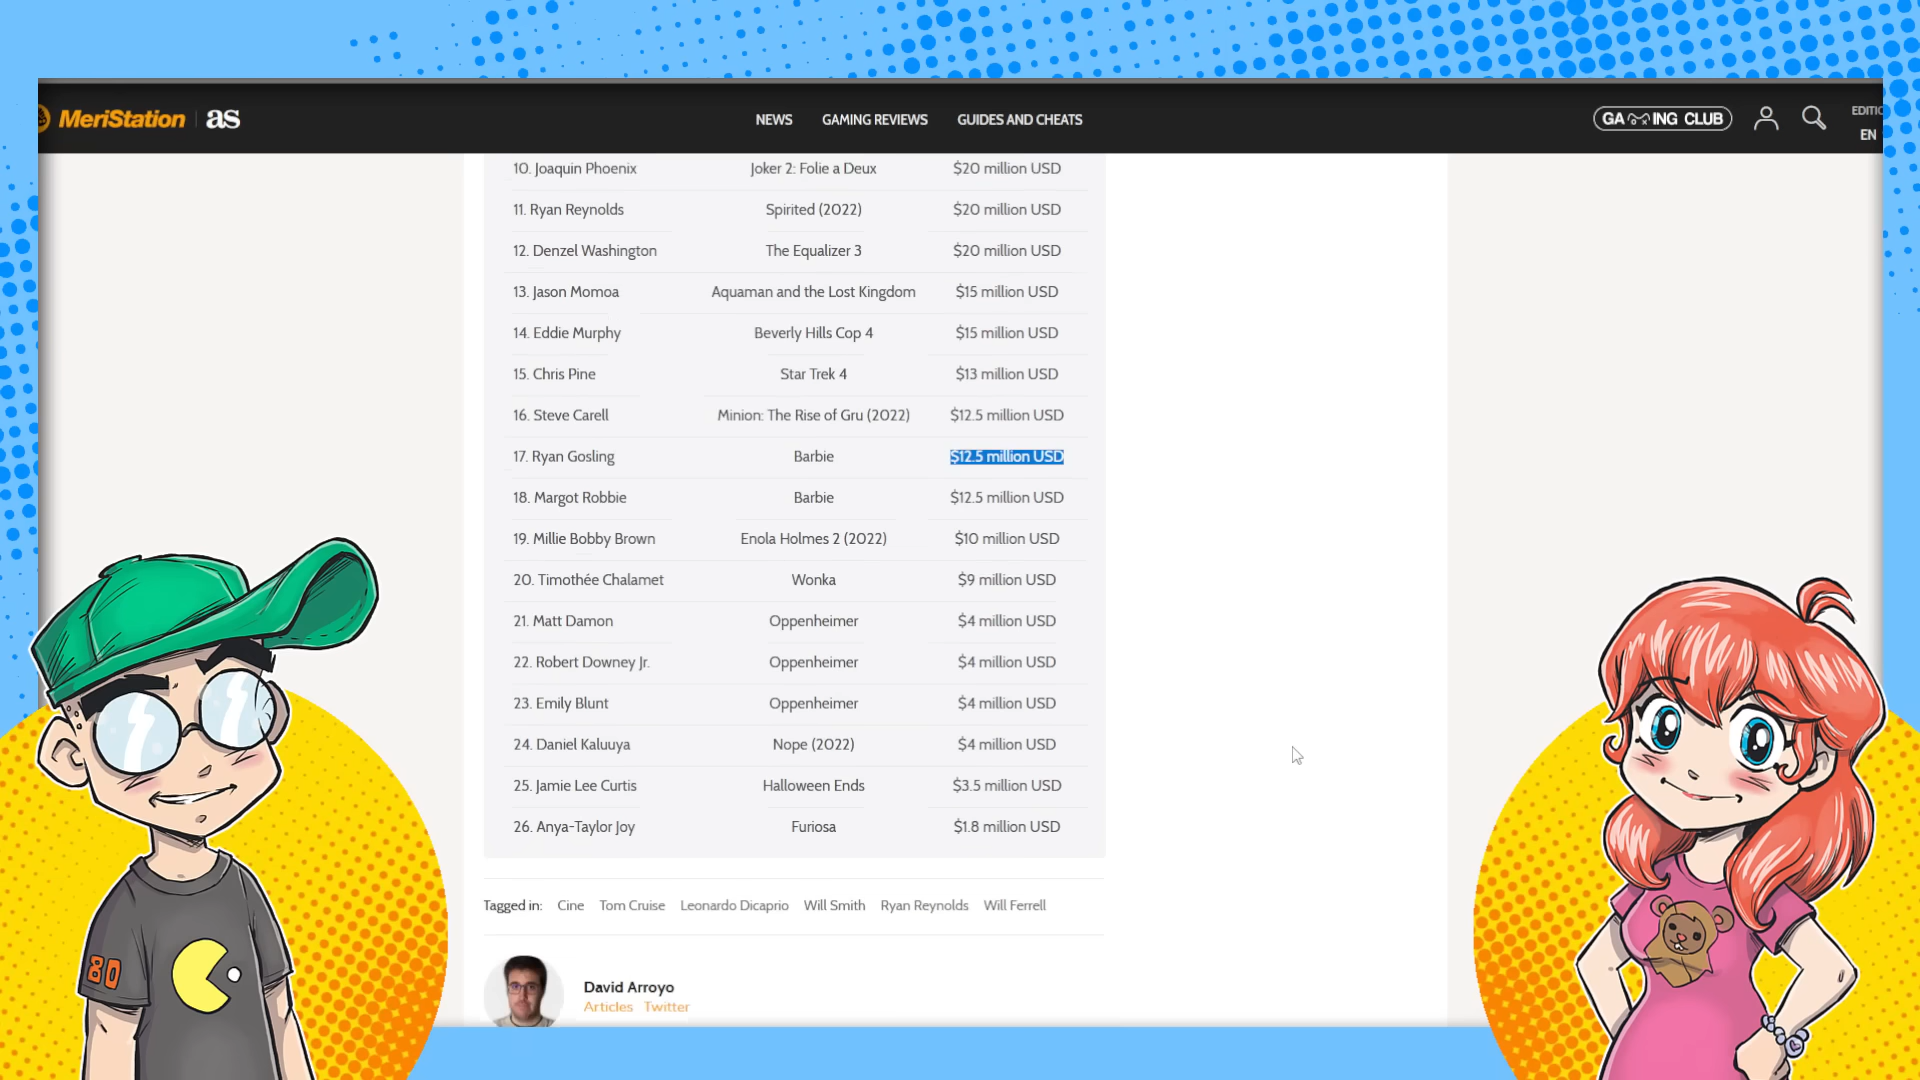 MeriStation | as
NEWS GAMING REVIEWS GUIDES AND CHEATS
GAMING CLUB
EN
10. Joaquin Phoenix Joker 2: Folie a Deux $20 million USD
11. Ryan Reynolds Spirited (2022) $20 million USD
12. Denzel Washington The Equalizer 3 $20 million USD
13. Jason Momoa Aquaman and the Lost Kingdom $15 million USD
14. Eddie Murphy Beverly Hills Cop 4 $15 million USD
15. Chris Pine Star Trek 4 $13 million USD
16. Steve Carell Minion: The Rise of Gru (2022) $12.5 million USD
17. Ryan Gosling Barbie $12.5 million USD
18. Margot Robbie Barbie $12.5 million USD
19. Millie Bobby Brown Enola Holmes 2 (2022) $10 million USD
20. Timothée Chalamet Wonka $9 million USD
21. Matt Damon Oppenheimer $4 million USD
22. Robert Downey Jr. Oppenheimer $4 million USD
23. Emily Blunt Oppenheimer $4 million USD
24. Daniel Kaluuya Nope (2022) $4 million USD
25. Jamie Lee Curtis Halloween Ends $3.5 million USD
26. Anya-Taylor Joy Furiosa $1.8 million USD
Tagged in: Cine Tom Cruise Leonardo Dicaprio Will Smith Ryan Reynolds Will Ferrell
David Arroyo
Articles Twitter
80